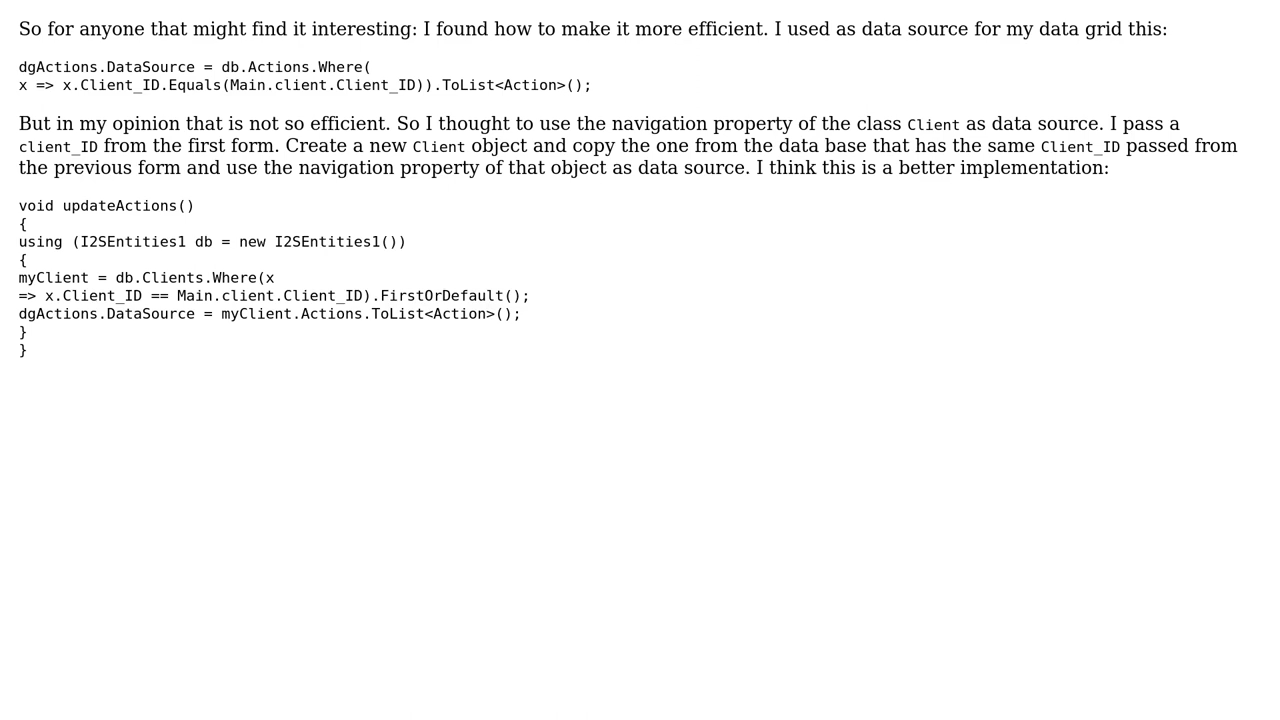 So for anyone that might find it interesting: I found how to make it more efficient. I used as data source for my data grid this:
dgActions.DataSource = db.Actions.Where(
x => x.Client_ID.Equals(Main.client.Client_ID)).ToList<Action>();
But in my opinion that is not so efficient. So I thought to use the navigation property of the class Client as data source. I pass a
client_ID from the first form. Create a new Client object and copy the one from the data base that has the same Client_ID passed from
the previous form and use the navigation property of that object as data source. I think this is a better implementation:
void updateActions()
{
using (I2SEntities1 db = new I2SEntities1())
{
myClient = db.Clients.Where(x
=> x.Client_ID == Main.client.Client_ID).FirstOrDefault();
dgActions.DataSource = myClient.Actions.ToList<Action>();
}
}